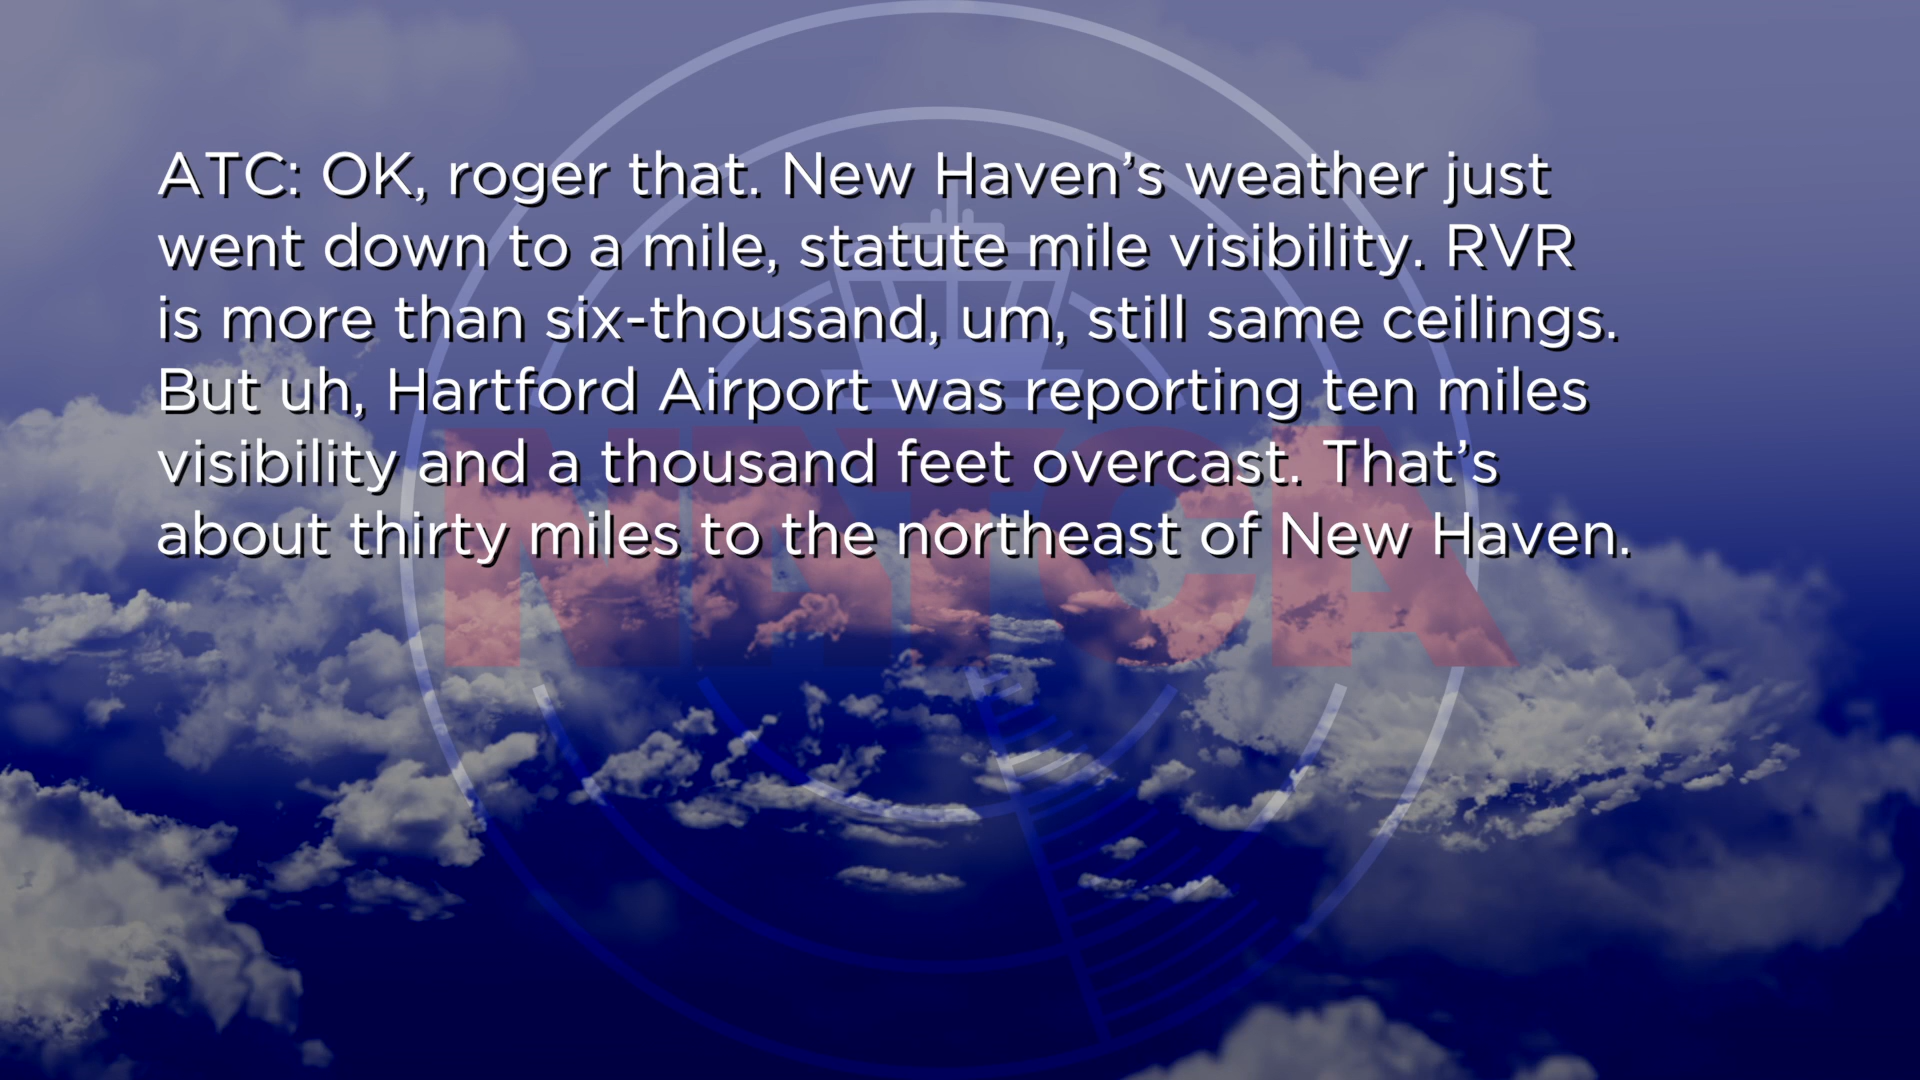 ATC: OK, roger that. New Haven’s weather just
went down to a mile, statute mile visibility. RVR
is more than six-thousand, um, still same ceilings.
But uh, Hartford Airport was reporting ten miles
visibility and a thousand feet overcast. That’s
about thirty miles to the northeast of New Haven.
NATCA